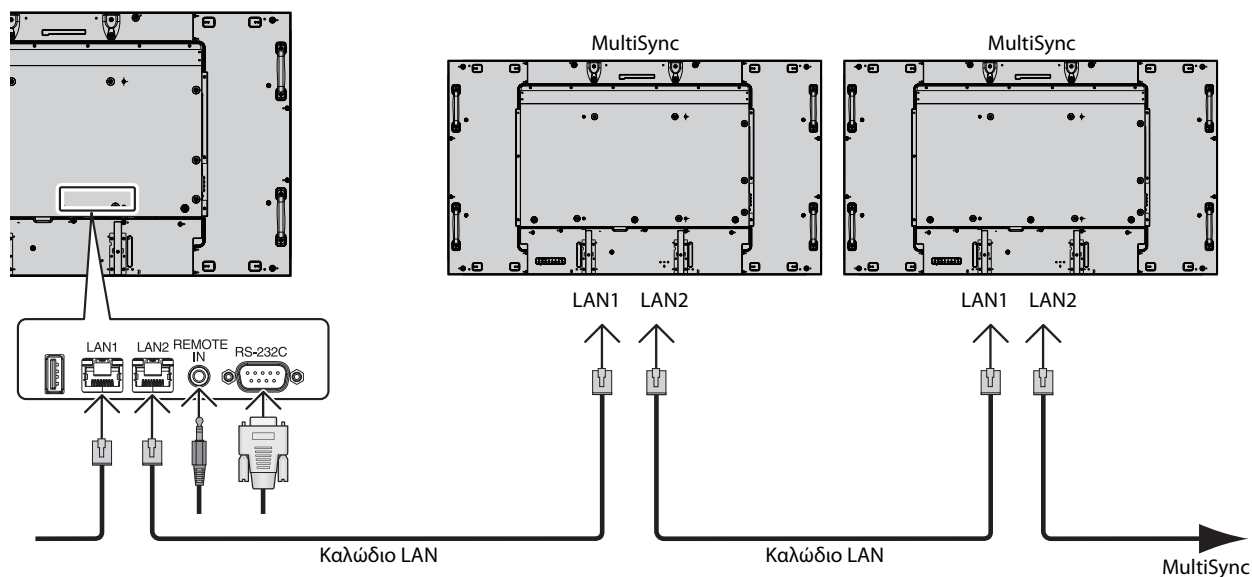 MultiSync
MultiSync
LAN1 LAN2
LAN1 LAN2
LAN1 LAN2 REMOTE IN RS-232C
Καλώδιο LAN
Καλώδιο LAN
MultiSync